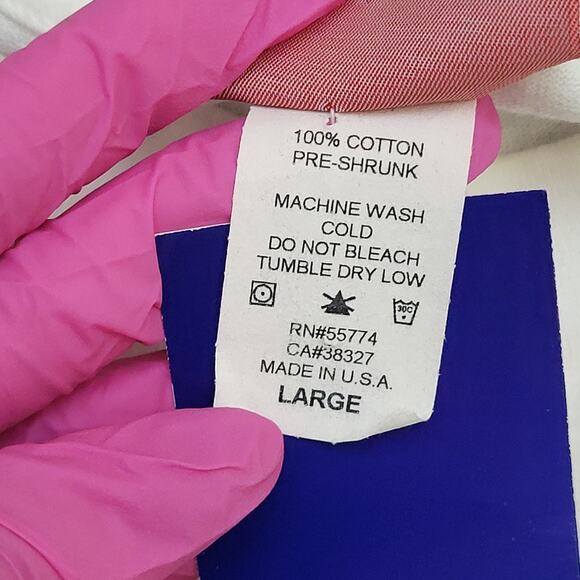 100% COTTON
PRE-SHRUNK
MACHINE WASH
COLD
DO NOT BLEACH
TUMBLE DRY LOW
30C
RN#55774
CA#38327
MADE IN U.S.A.
LARGE